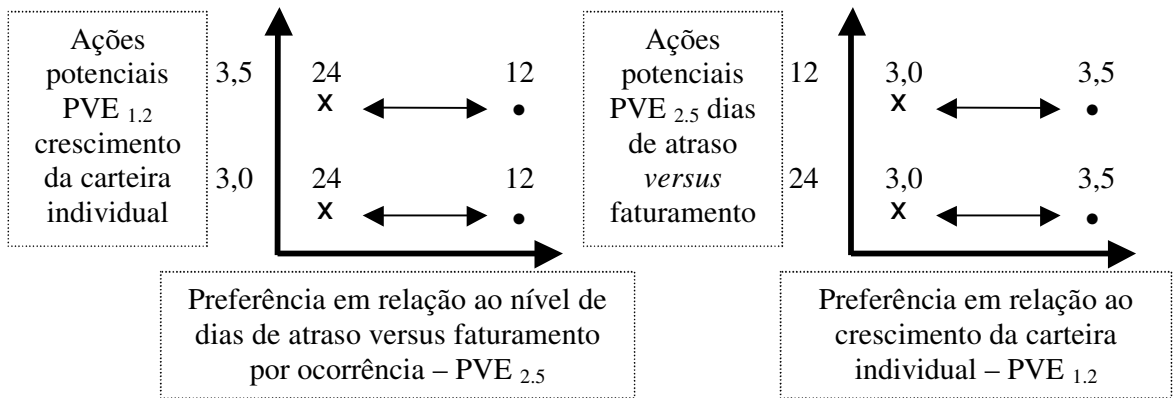 Ações
potenciais
PVE 1.2
crescimento
da carteira
individual
3,5
24
12
x
3,0
24
12
x
Preferência em relação ao nível de
dias de atraso versus faturamento
por ocorrência – PVE 2.5
Ações
potenciais
PVE 2.5 dias
de atraso
versus
faturamento
12
3,0
3,5
x
24
3,0
3,5
x
Preferência em relação ao
crescimento da carteira
individual – PVE 1.2